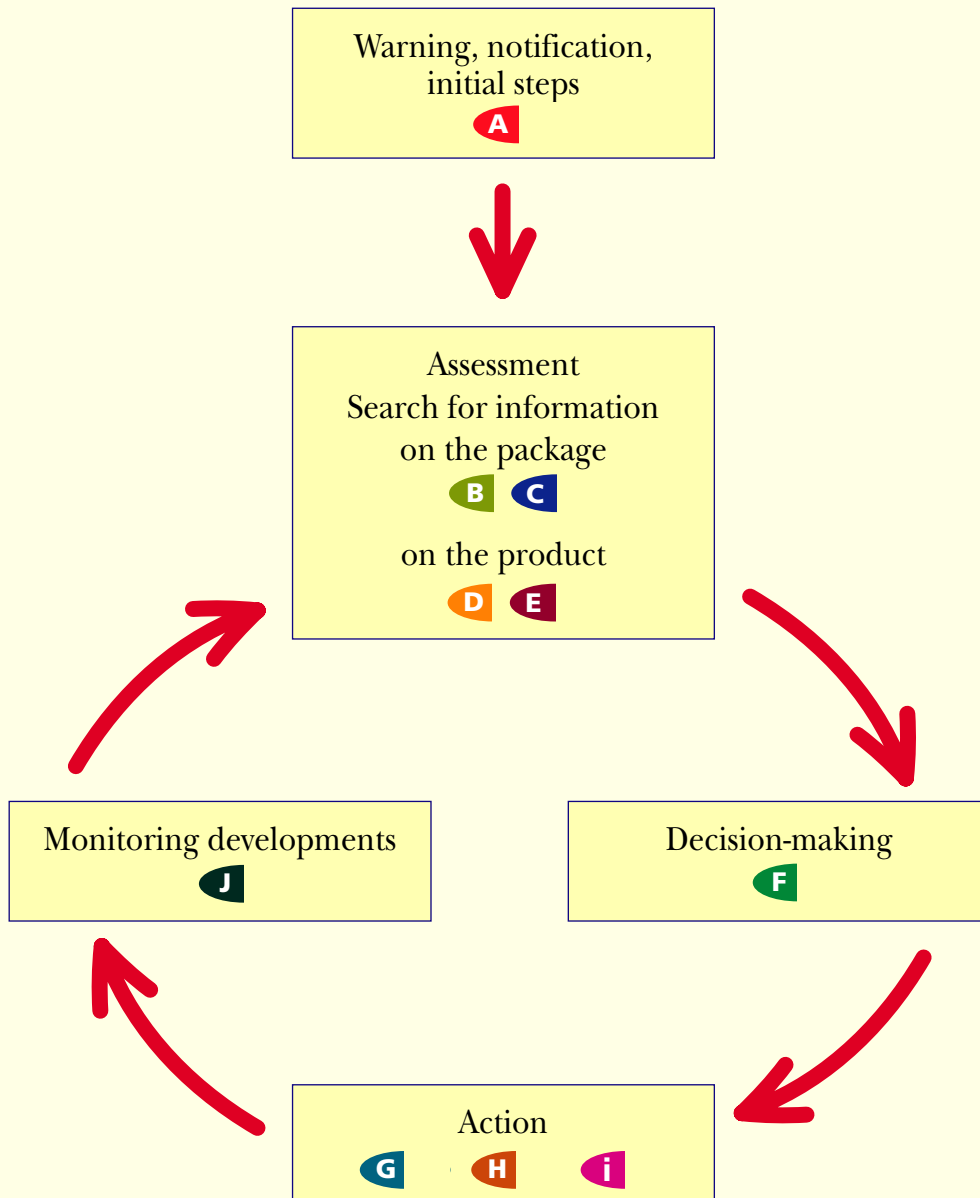 Warning, notification,
initial steps
A
Assessment
Search for information
on the package
B C
on the product
D E
Monitoring developments
J
Decision-making
F
Action
G H i